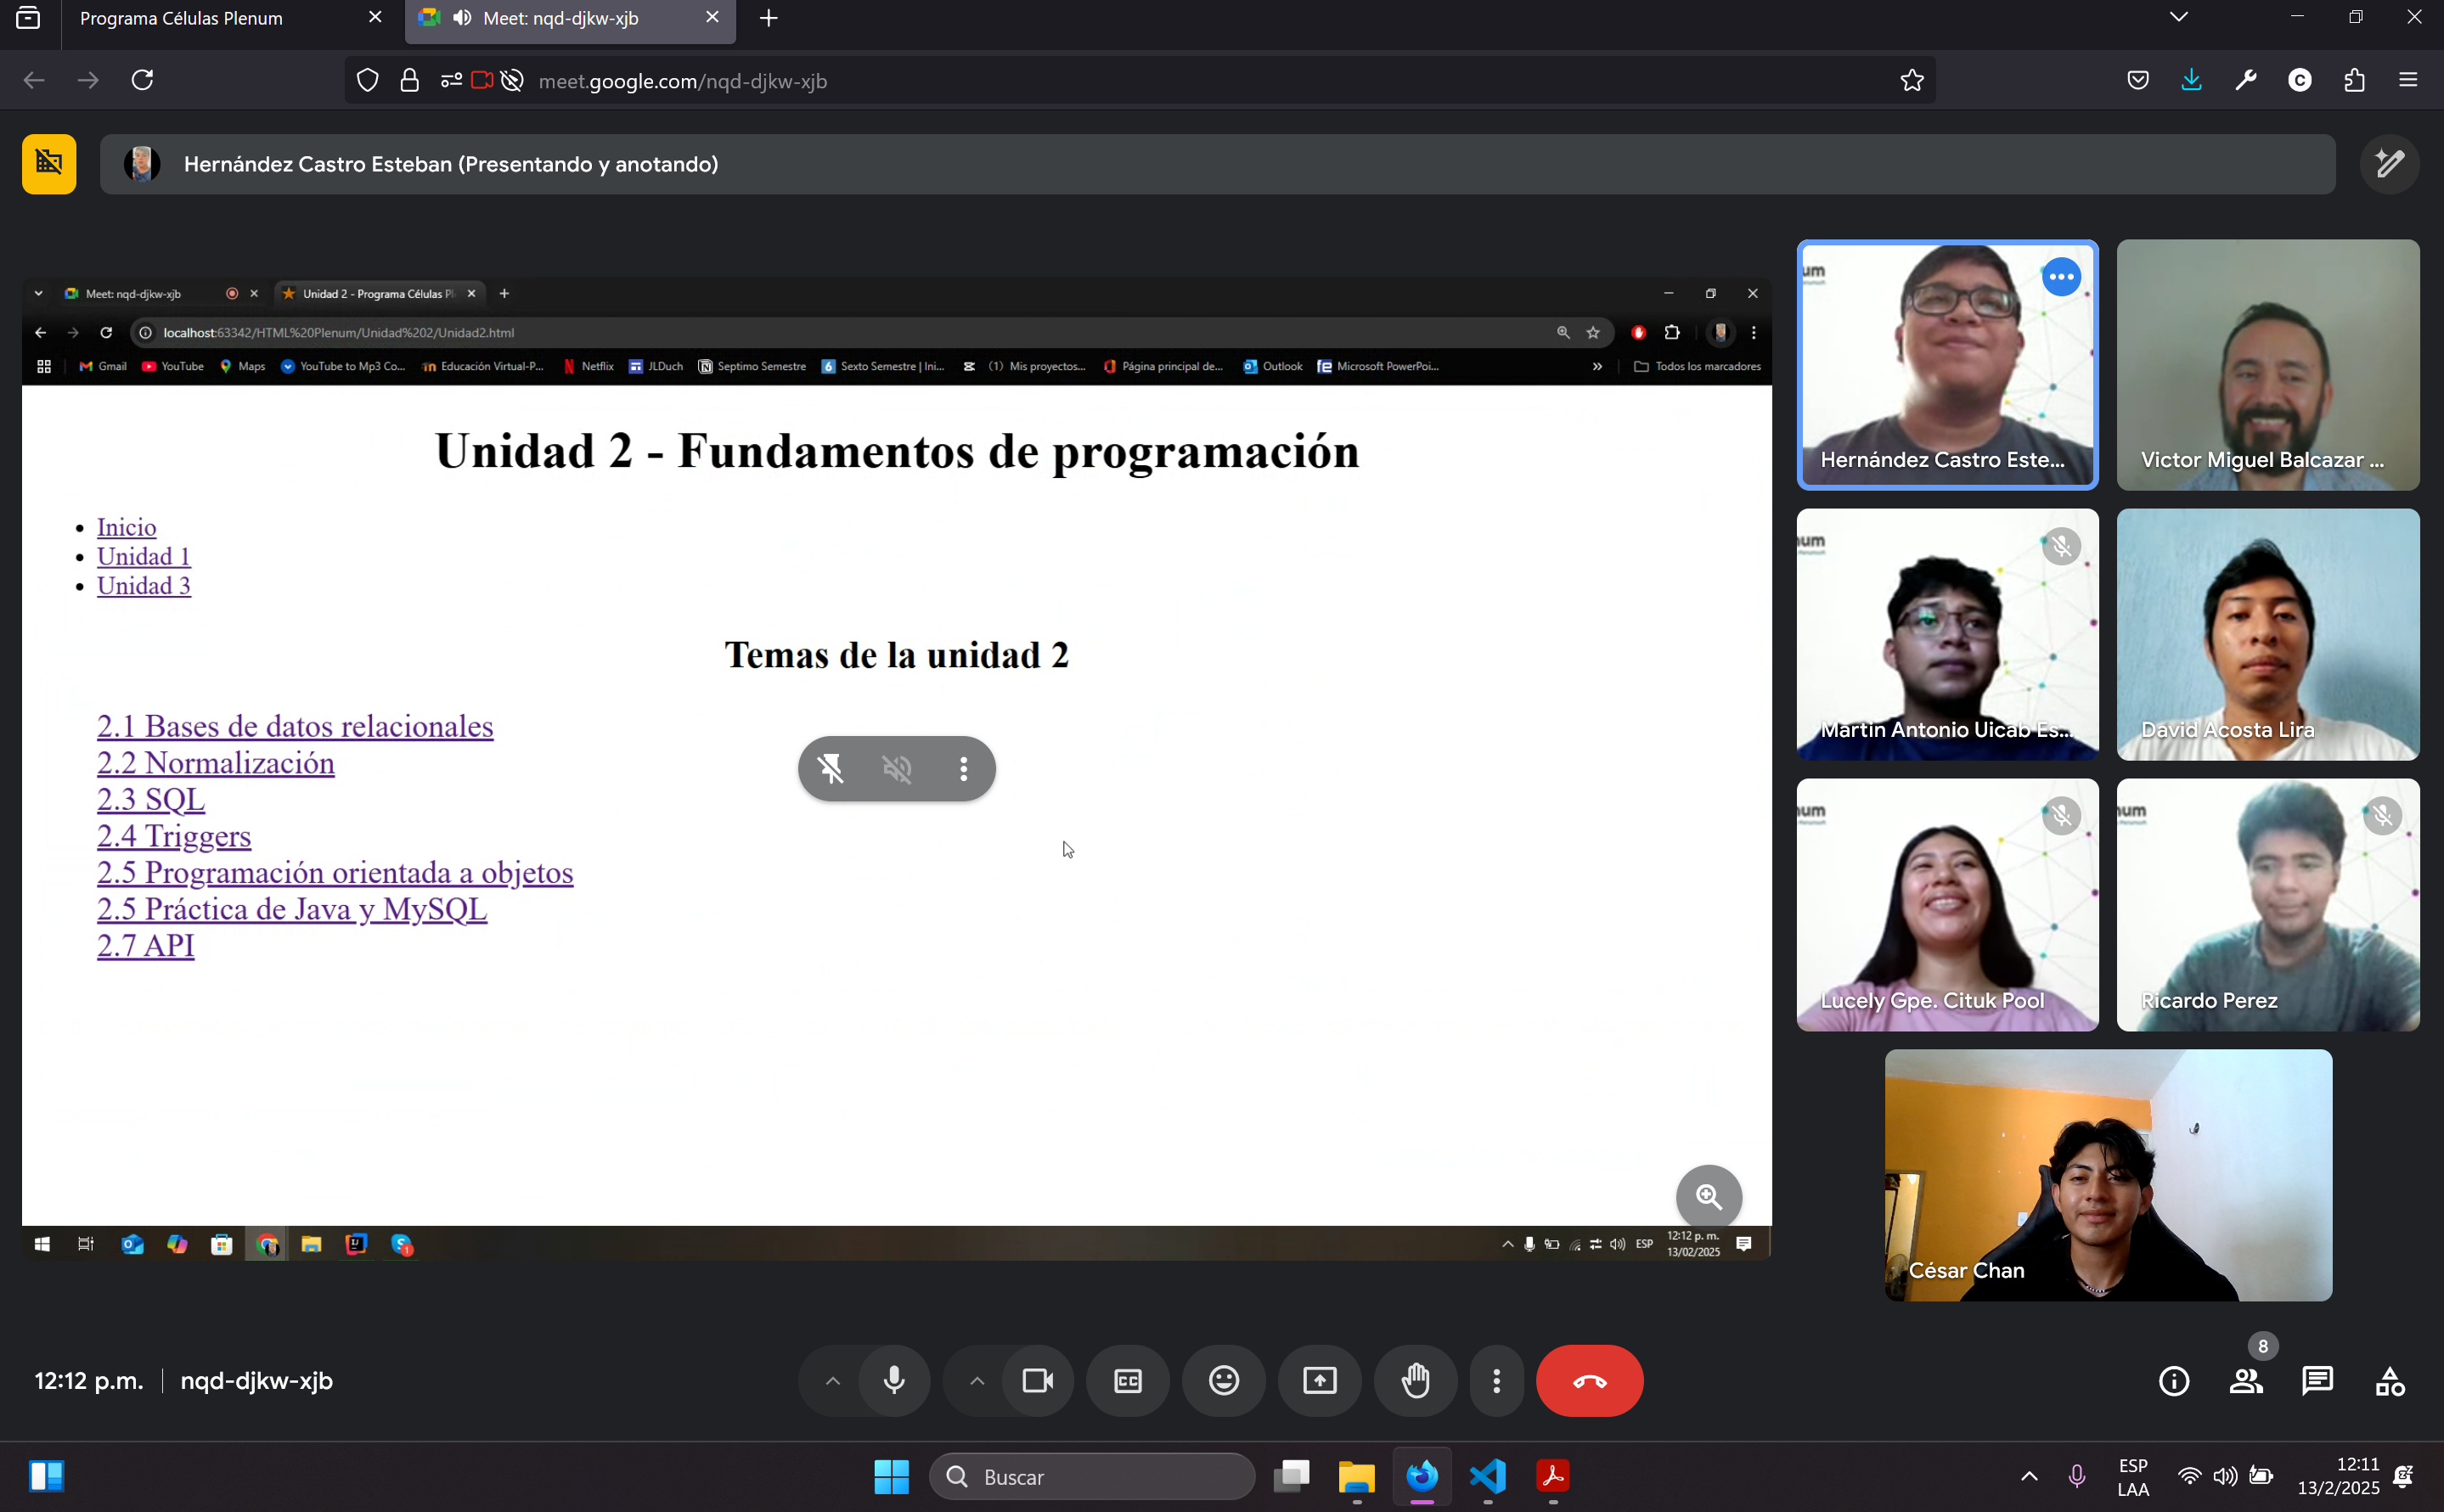 Programa Células Plenum
Meet: nqd-djkw-xjb
meet.google.com/nqd-djkw-xjb
Hernández Castro Esteban (Presentando y anotando)
Meet: nqd-djkw-xjb
Unidad 2 - Programa Células Pl
localhost:63342/HTML%20Plenum/Unidad%202/Unidad2.html
Gmail YouTube Maps YouTube to Mp3 Co... Educación Virtual-P... Netflix JLDuch Septimo Semestre Sexto Semestre | Ini... (1) Mis proyectos... Página principal de... Outlook Microsoft PowerPoi... » Todos los marcadores
Unidad 2 - Fundamentos de programación
• Inicio
• Unidad 1
• Unidad 3
Temas de la unidad 2
2.1 Bases de datos relacionales
2.2 Normalización
2.3 SQL
2.4 Triggers
2.5 Programación orientada a objetos
2.5 Práctica de Java y MySQL
2.7 API
ESP
12:12 p. m.
13/02/2025
Hernández Castro Este...
Victor Miguel Balcazar ...
Martin Antonio Uicab Es...
David Acosta Lira
Lucely Gpe. Cituk Pool
Ricardo Perez
César Chan
12:12 p.m. | nqd-djkw-xjb
CC
8
Buscar
ESP
LAA
12:11
13/2/2025